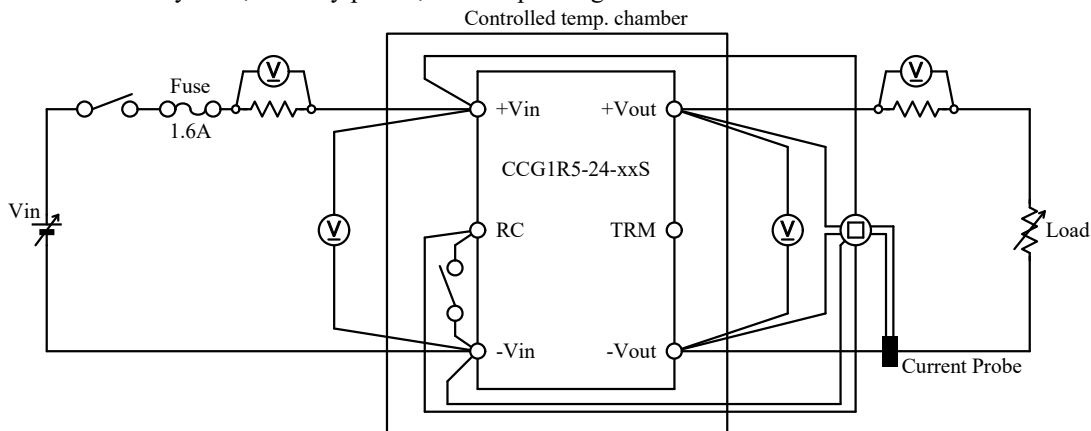 Controlled temp. chamber
V
V
Fuse
+Vin
+Vout
1.6A
CCG1R5-24-xxS
Vin
V
RC
TRM
V
Load
-Vin
-Vout
Current Probe